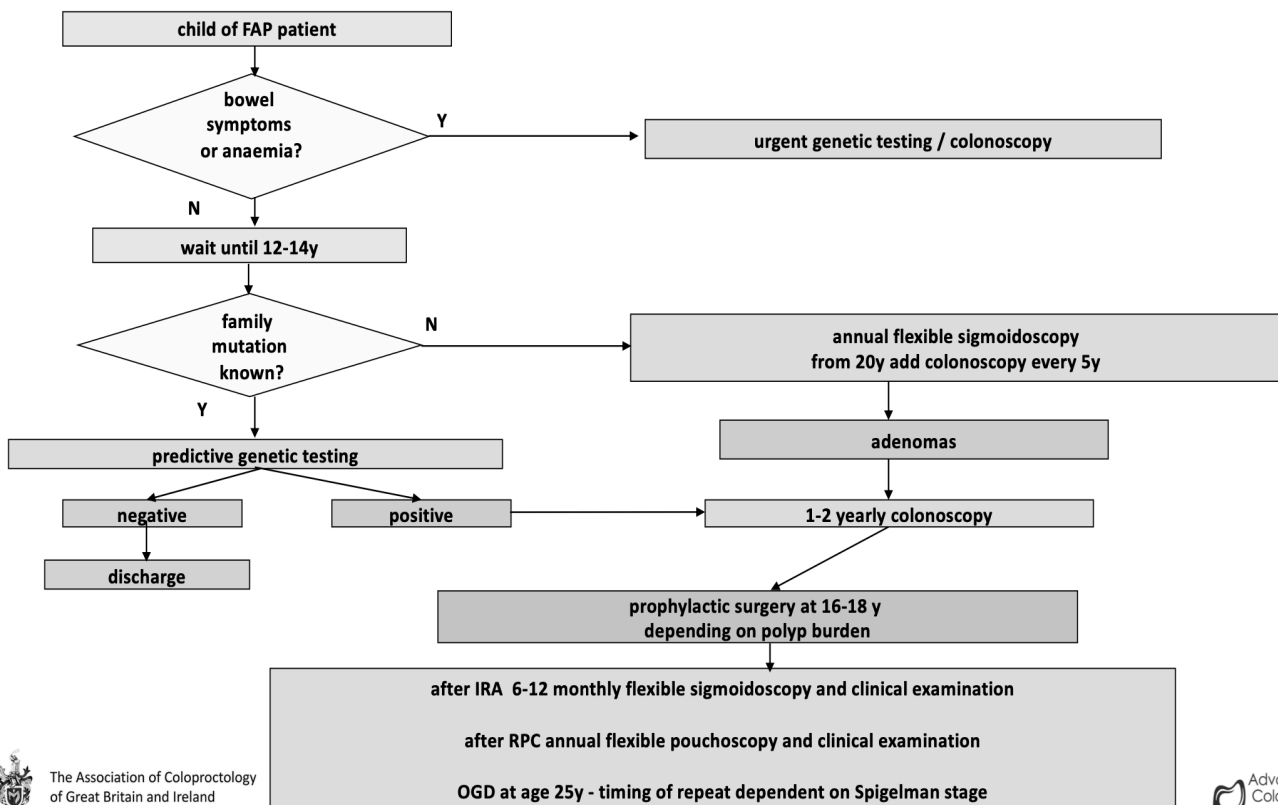 child of FAP patient
bowel
symptoms
or anaemia?
Y
urgent genetic testing / colonoscopy
N
wait until 12-14y
family
mutation
known?
N
annual flexible sigmoidoscopy
from 20y add colonoscopy every 5y
Y
adenomas
predictive genetic testing
negative
positive
1-2 yearly colonoscopy
discharge
prophylactic surgery at 16-18 y
depending on polyp burden
after IRA 6-12 monthly flexible sigmoidoscopy and clinical examination
after RPC annual flexible pouchoscopy and clinical examination
OGD at age 25y - timing of repeat dependent on Spigelman stage
The Association of Coloproctology
of Great Britain and Ireland